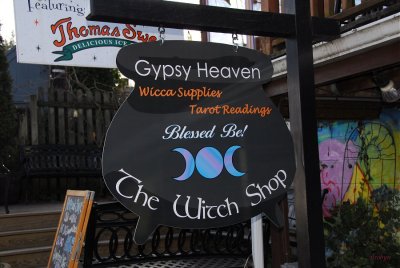 Featuring
Thomas Sweet
DELICIOUS ICE
Gypsy Heaven
Wicca Supplies
Tarot Readings
Blessed Be!
The Witch Shop